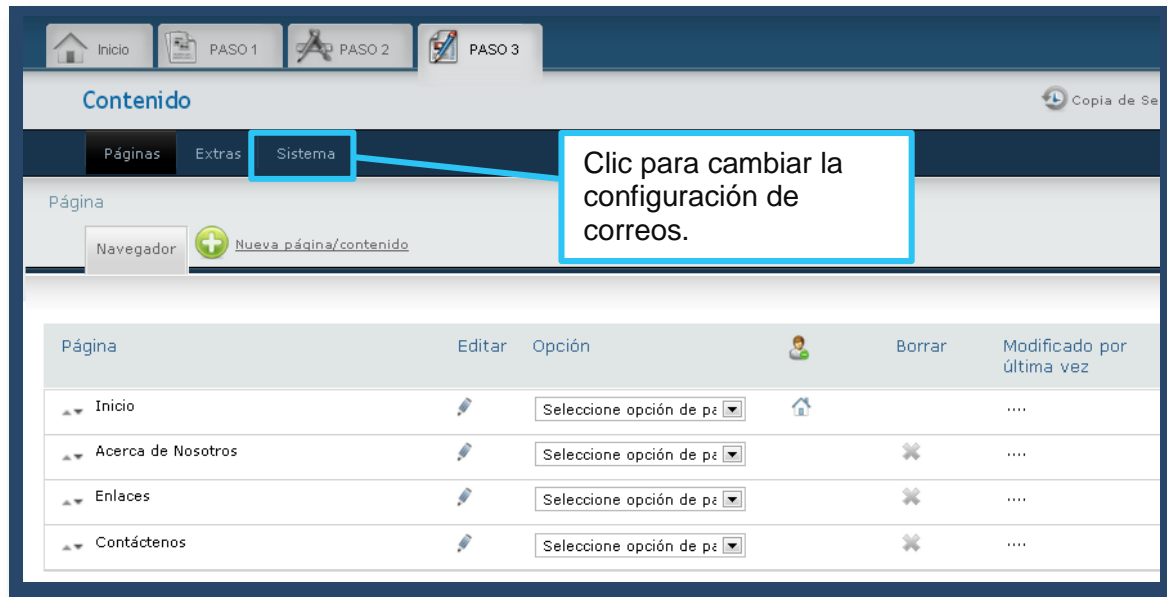 Inicio PASO 1 PASO 2 PASO 3
Contenido Copia de Se
Páginas Extras Sistema
Clic para cambiar la
configuración de
correos.
Página
Navegador Nueva página/contenido
Página Editar Opción Borrar Modificado por
última vez
Inicio Seleccione opción de pa ....
Acerca de Nosotros Seleccione opción de pa ....
Enlaces Seleccione opción de pa ....
Contáctenos Seleccione opción de pa ....